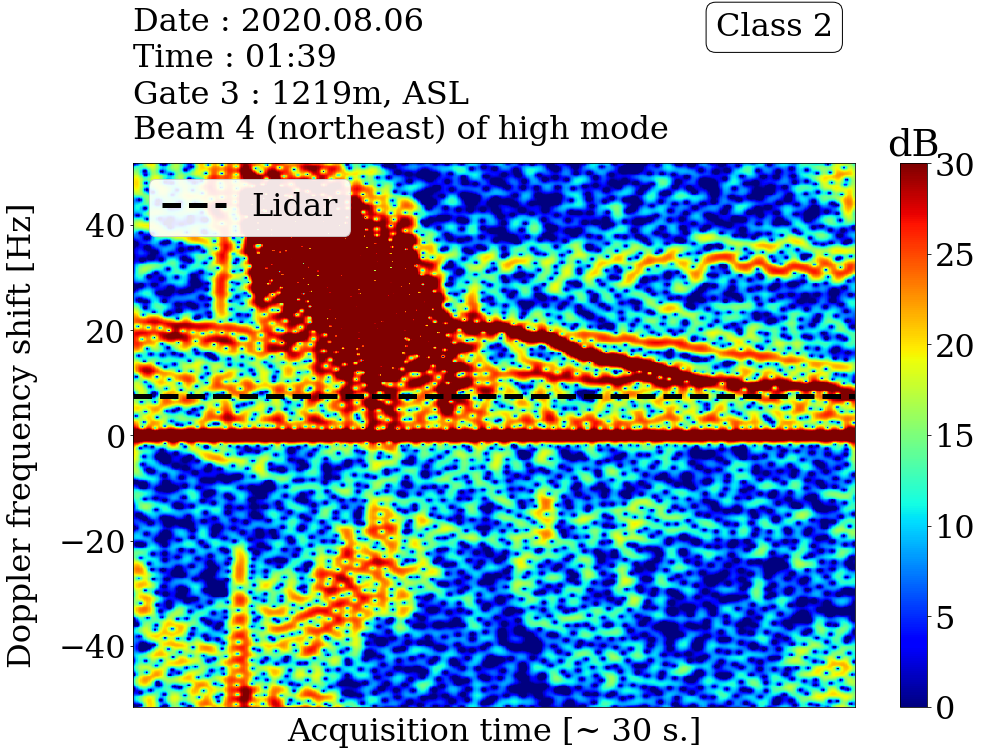 Date : 2020.08.06
Time : 01:39
Gate 3 : 1219m, ASL
Beam 4 (northeast) of high mode
Class 2
Lidar
Doppler frequency shift [Hz]
40
20
0
−20
−40
Acquisition time [~ 30 s.]
dB
30
25
20
15
10
5
0